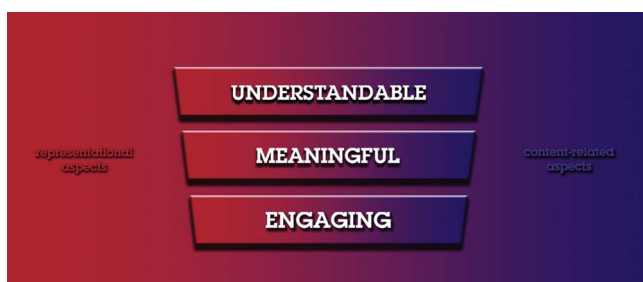 UNDERSTANDABLE
representational
aspects
MEANINGFUL
content-related
aspects
ENGAGING